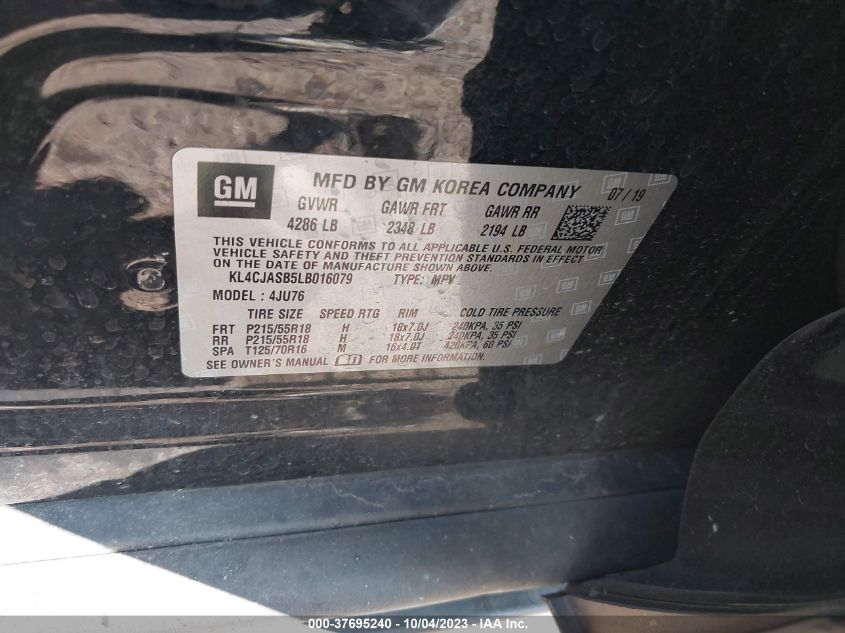 GM MFD BY GM KOREA COMPANY 07/19
GVWR GAWR FRT GAWR RR
4286 LB 2348 LB 2194 LB
THIS VEHICLE CONFORMS TO ALL APPLICABLE U.S. FEDERAL MOTOR
VEHICLE SAFETY AND THEFT PREVENTION STANDARDS IN EFFECT
ON THE DATE OF MANUFACTURE SHOWN ABOVE.
KL4CJASB5LB016079 TYPE: MPV
MODEL: 4JU76
TIRE SIZE SPEED RTG RIM COLD TIRE PRESSURE
FRT P215/55R18 H 18x7.0J 240KPA, 35 PSI
RR P215/55R18 H 18x7.0J 240KPA, 35 PSI
SPA T125/70R16 M 16x4.0T 420KPA, 60 PSI
SEE OWNER'S MANUAL FOR MORE INFORMATION.
000-37695240 - 10/04/2023 - IAA Inc.